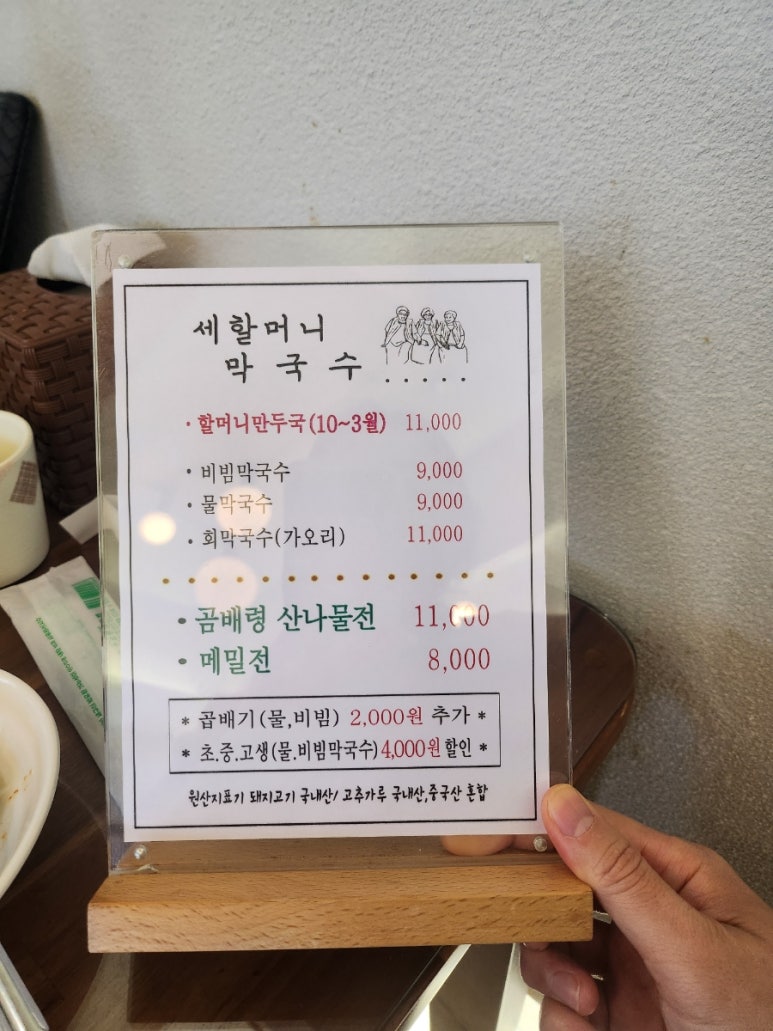 세할머니
막국수
• 할머니만두국(10~3월) 11,000
• 비빔막국수 9,000
• 물막국수 9,000
• 회막국수(가오리) 11,000
• 곰배령 산나물전 11,000
• 메밀전 8,000
* 곱배기(물,비빔) 2,000원 추가 *
* 초.중.고생(물.비빔막국수) 4,000원 할인 *
원산지표기 돼지고기 국내산/ 고추가루 국내산,중국산 혼합